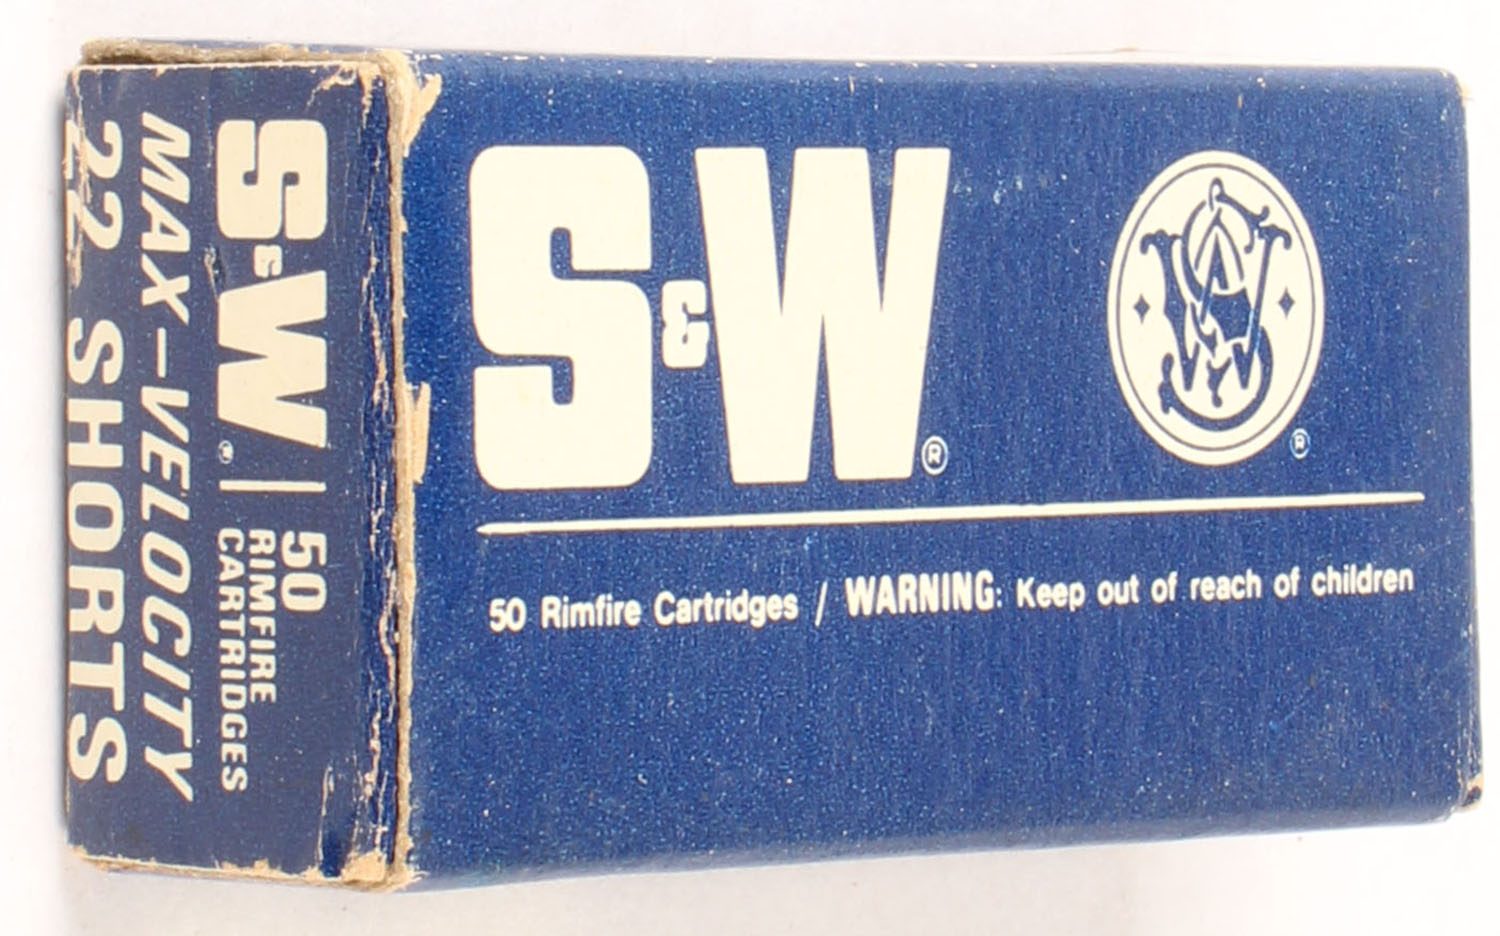 S&W®
®
50 Rimfire Cartridges / WARNING: Keep out of reach of children
S&W
50
RIMFIRE
CARTRIDGES
MAX-VELOCITY
22 SHORTS